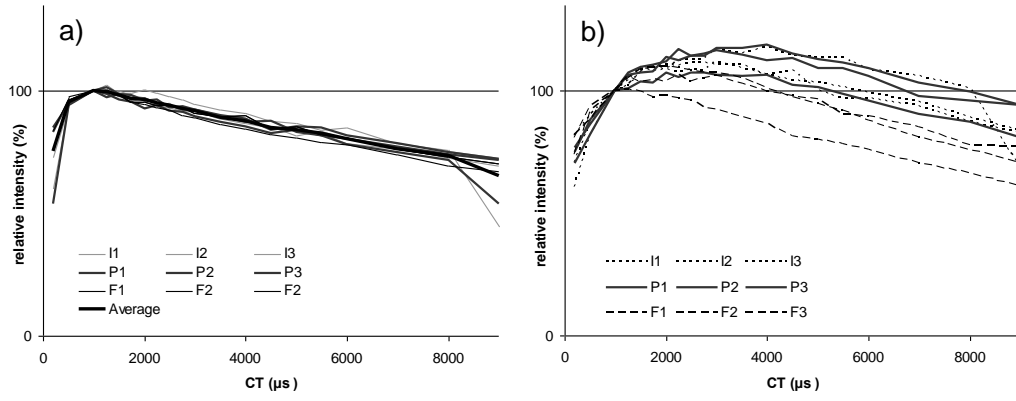 a)
relative intensity (%)
100
0
I1 I2 I3
P1 P2 P3
F1 F2 F2
Average
0 2000 4000 6000 8000
CT (µs )
b)
relative intensity (%)
100
0
I1 I2 I3
P1 P2 P3
F1 F2 F3
0 2000 4000 6000 8000
CT (µs )